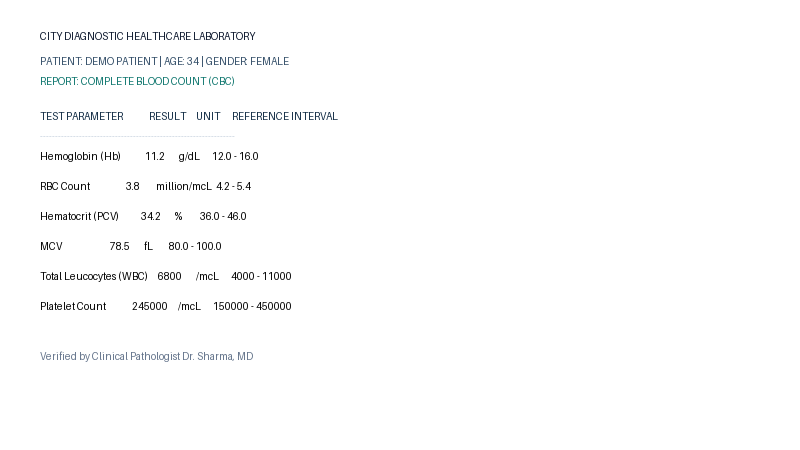 CITY DIAGNOSTIC HEALTHCARE LABORATORY
PATIENT: DEMO PATIENT | AGE: 34 | GENDER: FEMALE
REPORT: COMPLETE BLOOD COUNT (CBC)
TEST PARAMETER RESULT UNIT REFERENCE INTERVAL
Hemoglobin (Hb) 11.2 g/dL 12.0 - 16.0
RBC Count 3.8 million/mcL 4.2 - 5.4
Hematocrit (PCV) 34.2 % 36.0 - 46.0
MCV 78.5 fL 80.0 - 100.0
Total Leucocytes (WBC) 6800 /mcL 4000 - 11000
Platelet Count 245000 /mcL 150000 - 450000
Verified by Clinical Pathologist Dr. Sharma, MD